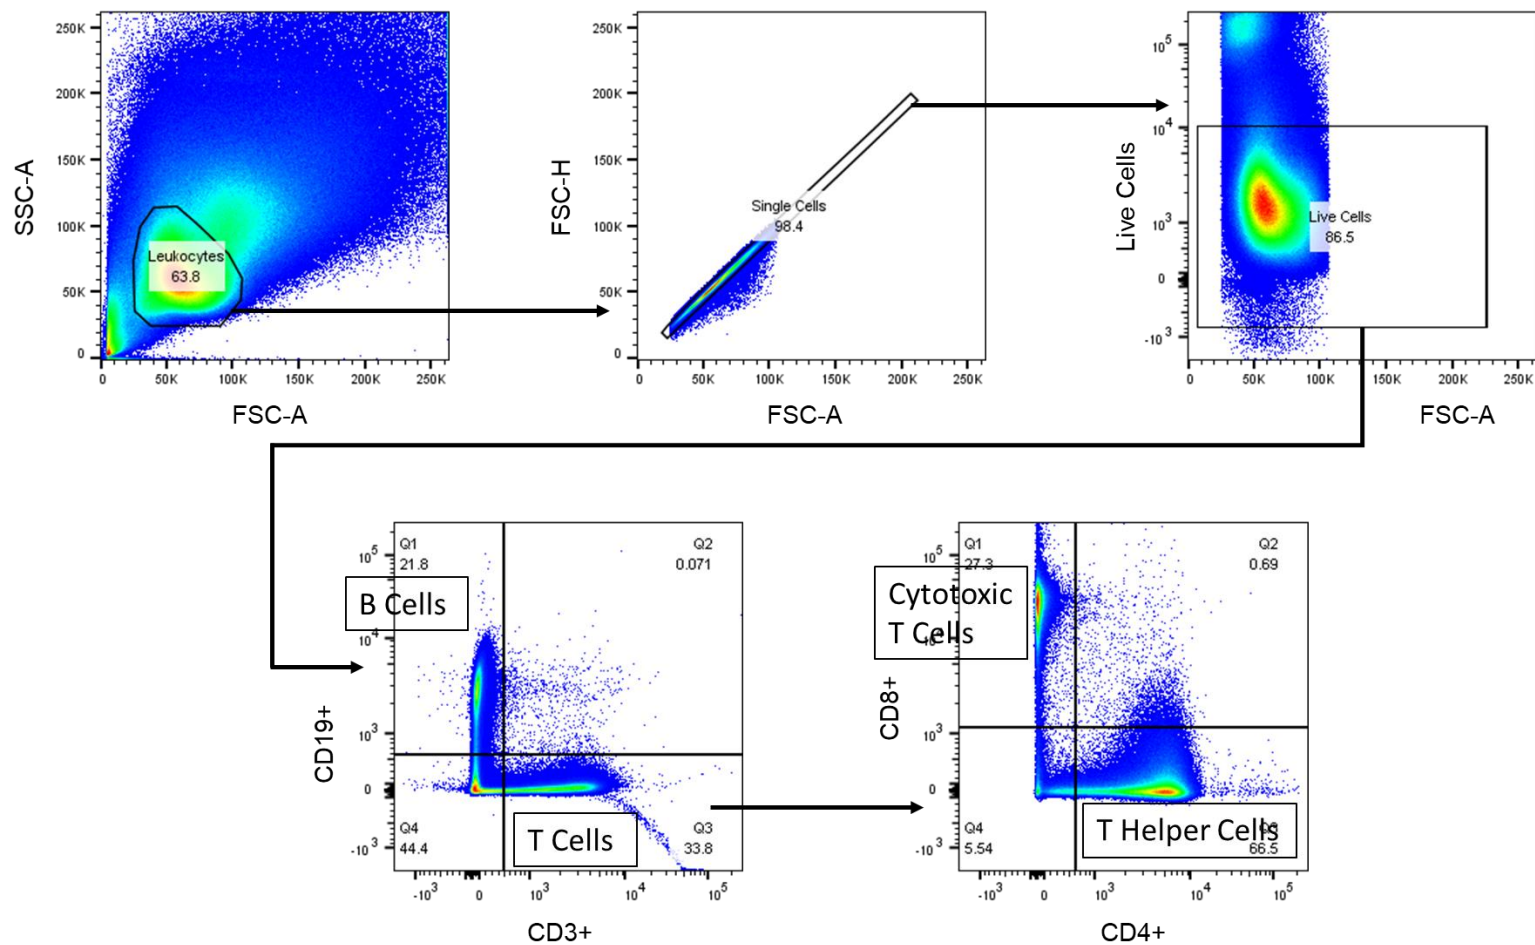 250K
200K
150K
100K
50K
0
SSC-A
Leukocytes
63.8
0
50K
100K
150K
200K
250K
FSC-A
250K
200K
150K
100K
50K
0
FSC-H
Single Cells
98.4
0
50K
100K
150K
200K
250K
FSC-A
10^5
10^4
10^3
0
-10^3
Live Cells
Live Cells
86.5
0
50K
100K
150K
200K
250K
FSC-A
Q1
21.8
Q2
0.071
10^5
B Cells
10^4
10^3
0
-10^3
CD19+
Q4
44.4
T Cells
Q3
33.8
-10^3
0
10^3
10^4
10^5
CD3+
Q1
27.3
Q2
0.69
10^5
Cytotoxic
T Cells
10^4
10^3
0
-10^3
CD8+
Q4
5.54
T Helper Cells
66.5
-10^3
0
10^3
10^4
10^5
CD4+